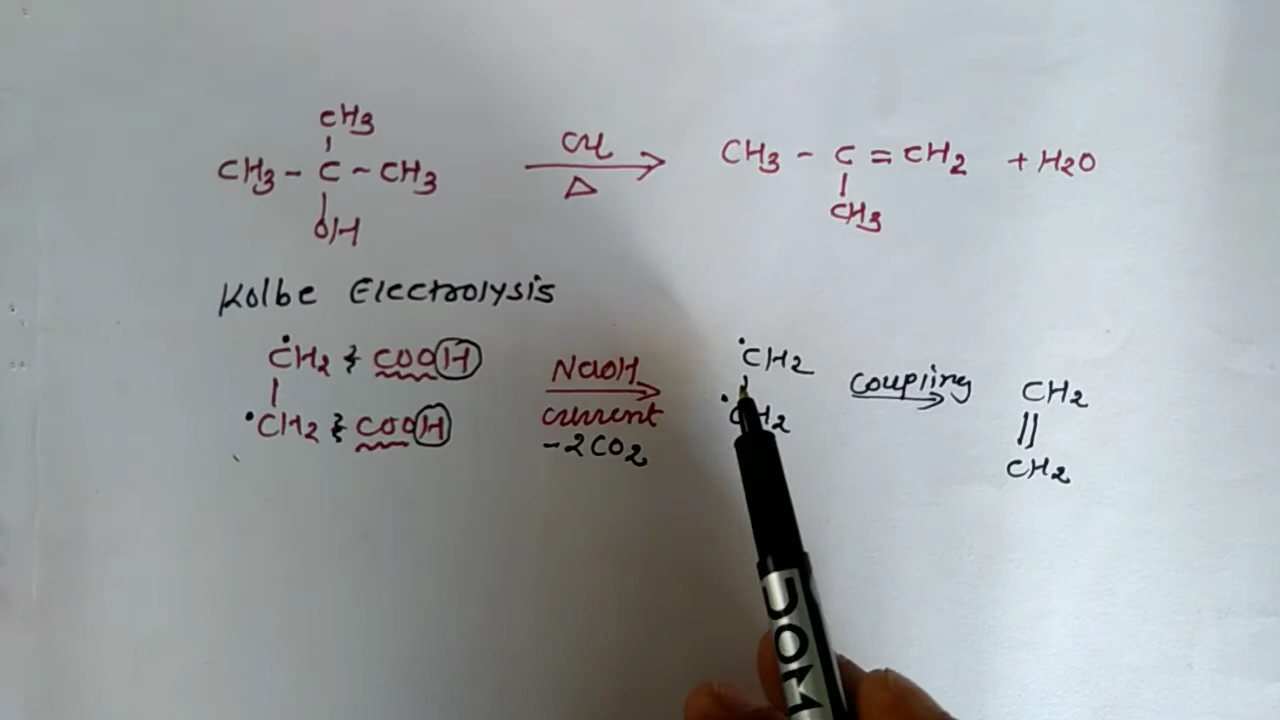 CH3
CH3 - C - CH3
OH
Cu
Δ
CH3 - C = CH2 + H2O
CH3
Kolbe Electrolysis
•CH2 COOH
•CH2 COOH
NaOH
current
-2CO2
•CH2
•CH2
coupling
CH2
||
CH2
DOM